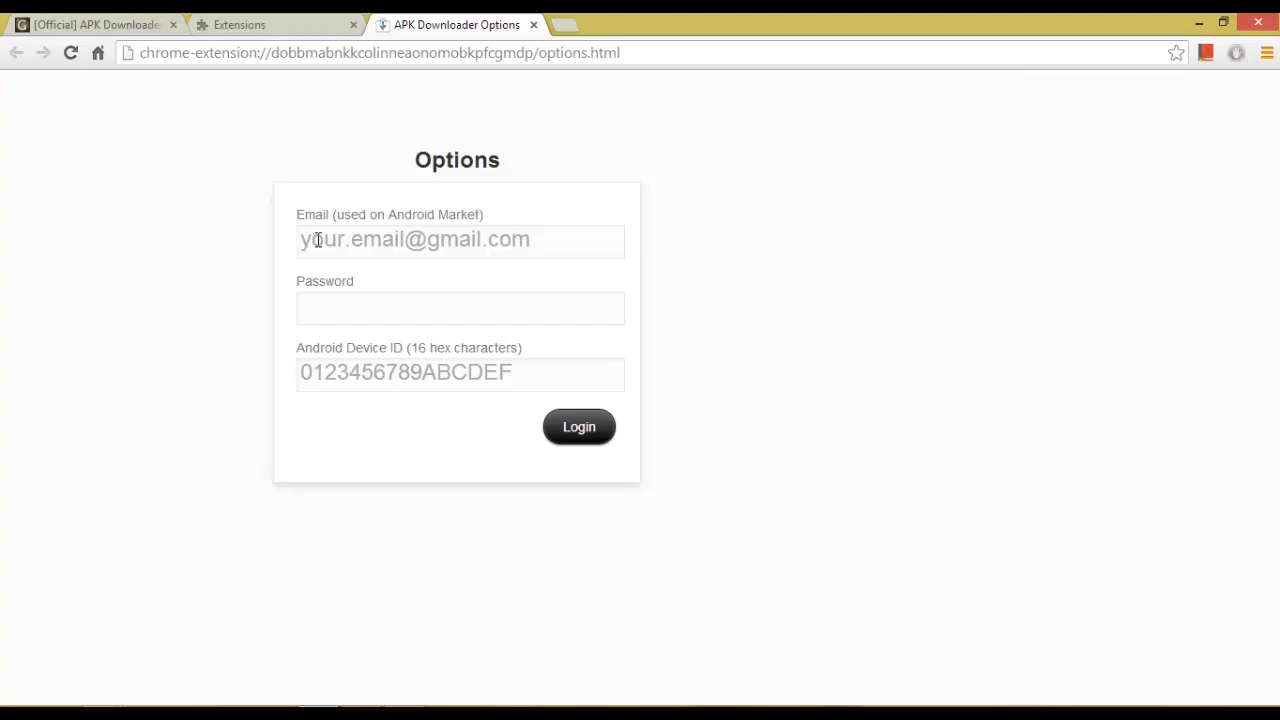 [Official] APK Downloade
Extensions
APK Downloader Options
chrome-extension://dobbmabnkkcolinneaonomobkpfcgmdp/options.html
Options
Email (used on Android Market)
your.email@gmail.com
Password
Android Device ID (16 hex characters)
0123456789ABCDEF
Login